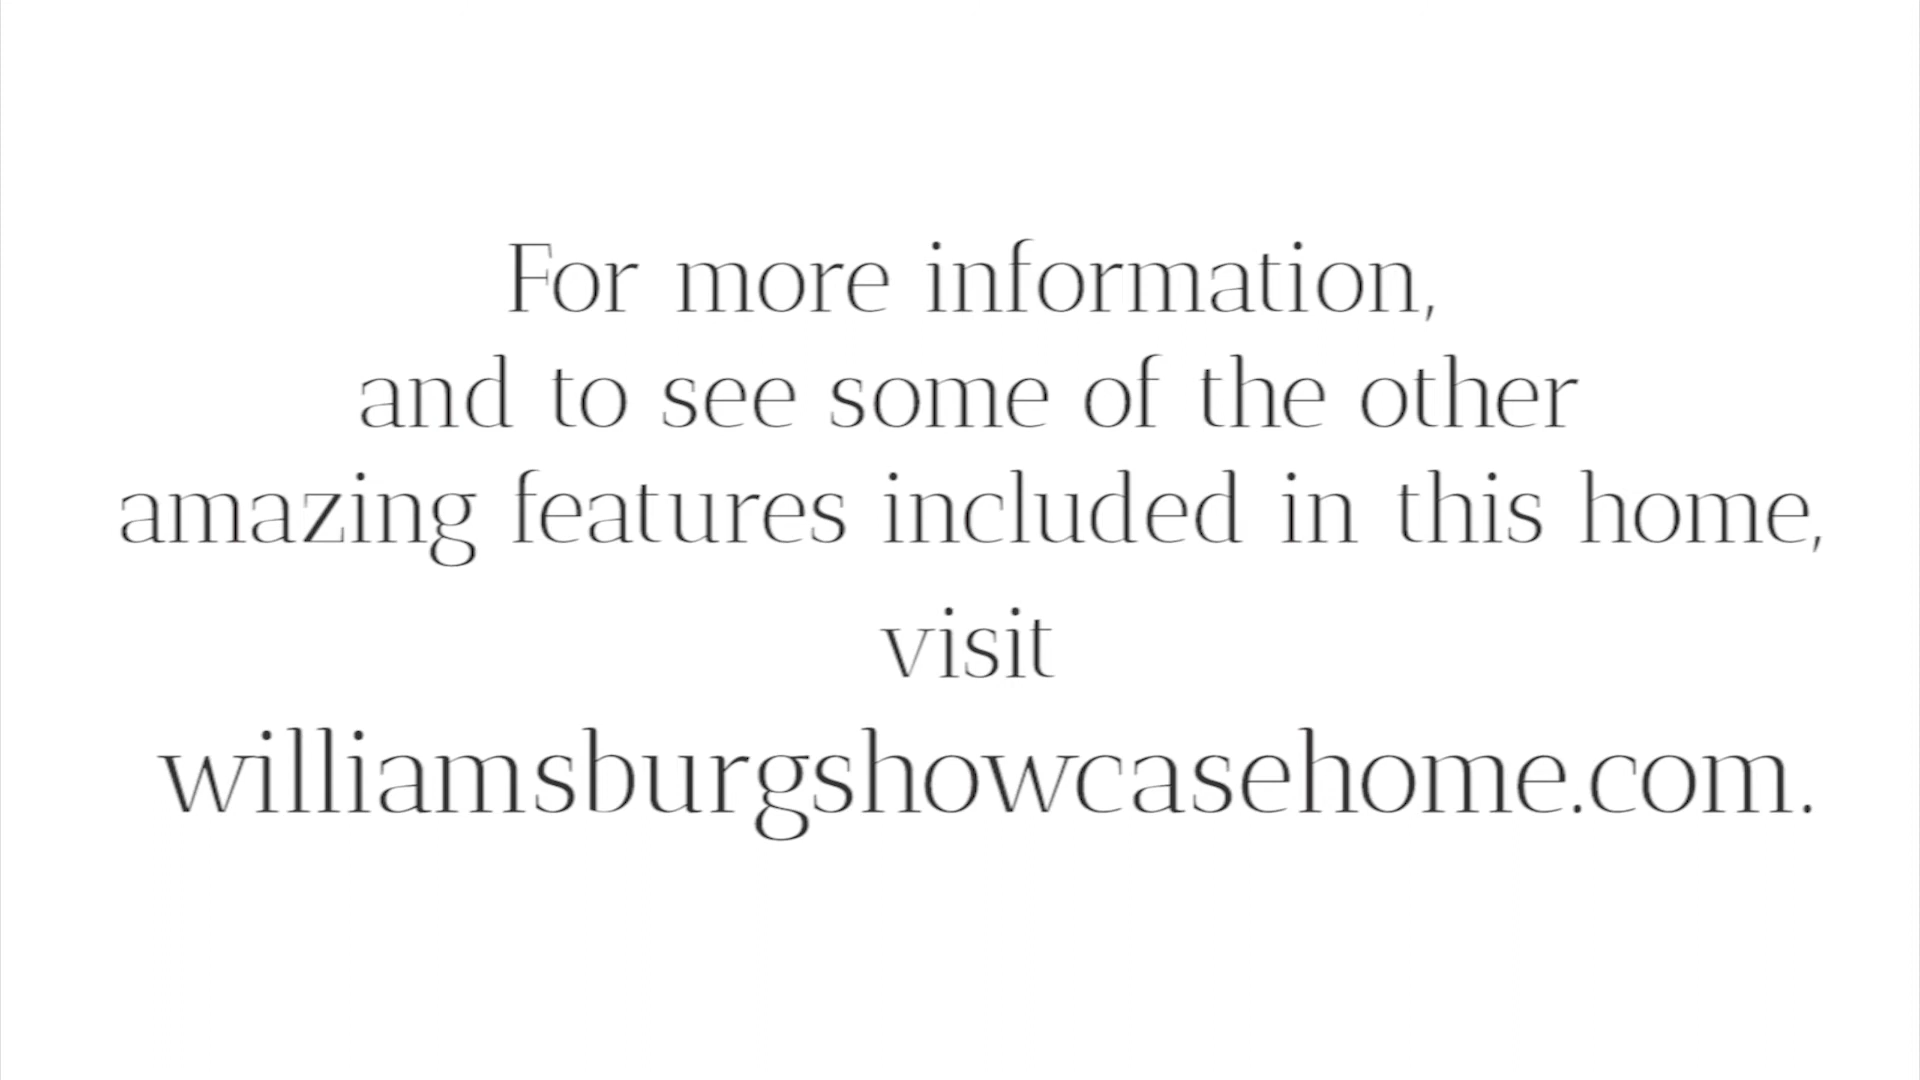 For more information,
and to see some of the other
amazing features included in this home,
visit
williamsburgshowcasehome.com.